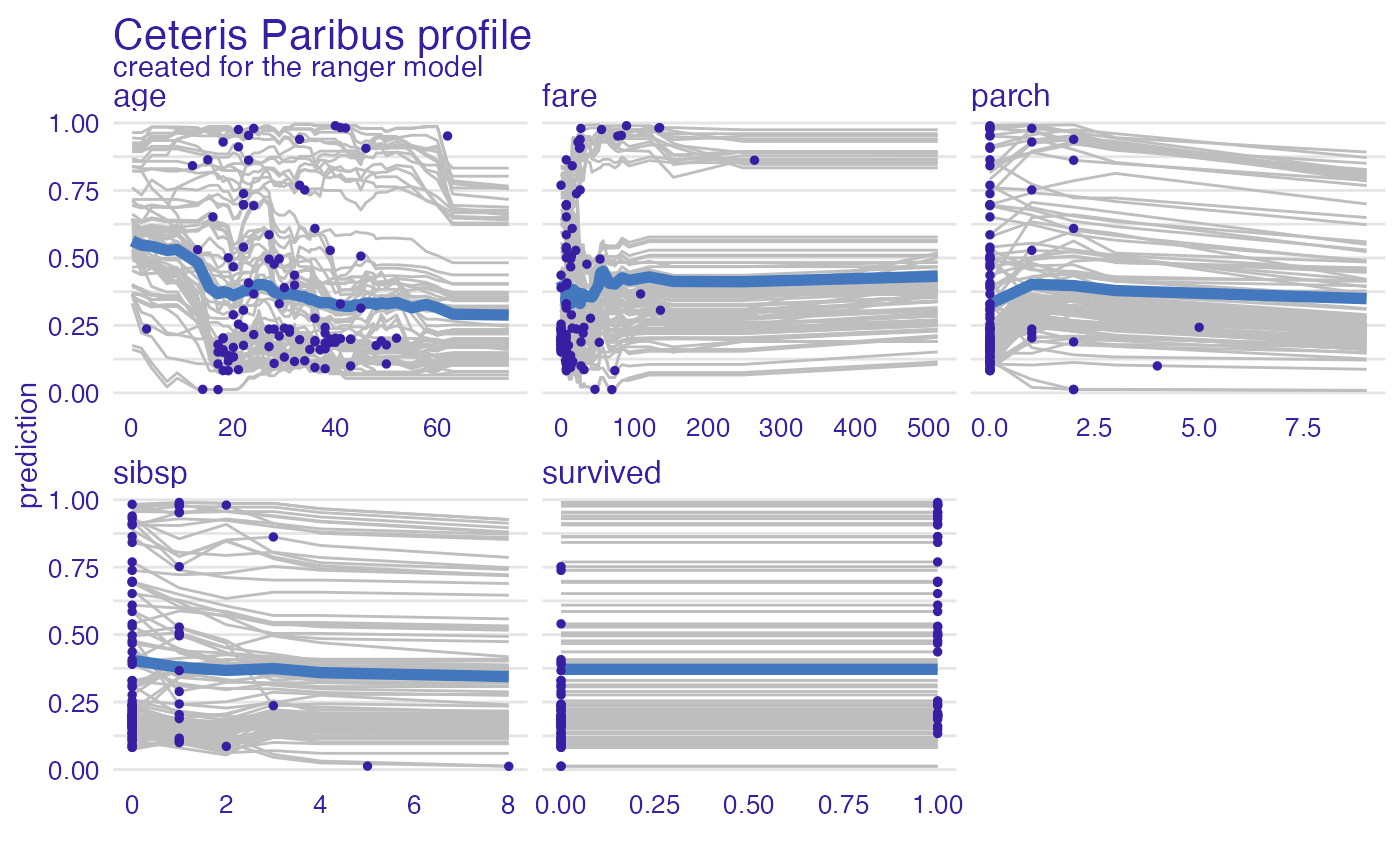 Ceteris Paribus profile
created for the ranger model
age fare parch
1.00
0.75
0.50
0.25
0.00
0 20 40 60 0 100 200 300 400 500 0.0 2.5 5.0 7.5
prediction
sibsp survived
1.00
0.75
0.50
0.25
0.00
0 2 4 6 8 0.00 0.25 0.50 0.75 1.00